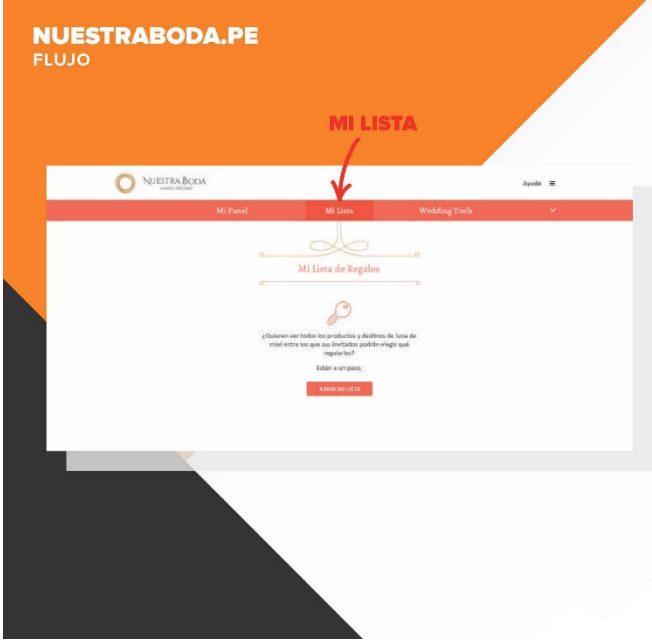 NUESTRABODA.PE
FLUJO
MI LISTA
NUESTRA BODA
Ayuda
Mi Panel
Mi Lista
Wedding Tools
Mi Lista de Regalos
¿Quieren ver todos los productos y destinos de luna de
miel entre los que sus invitados podrán elegir qué
regalarles?
Están a un paso.
ABRIR MI LISTA